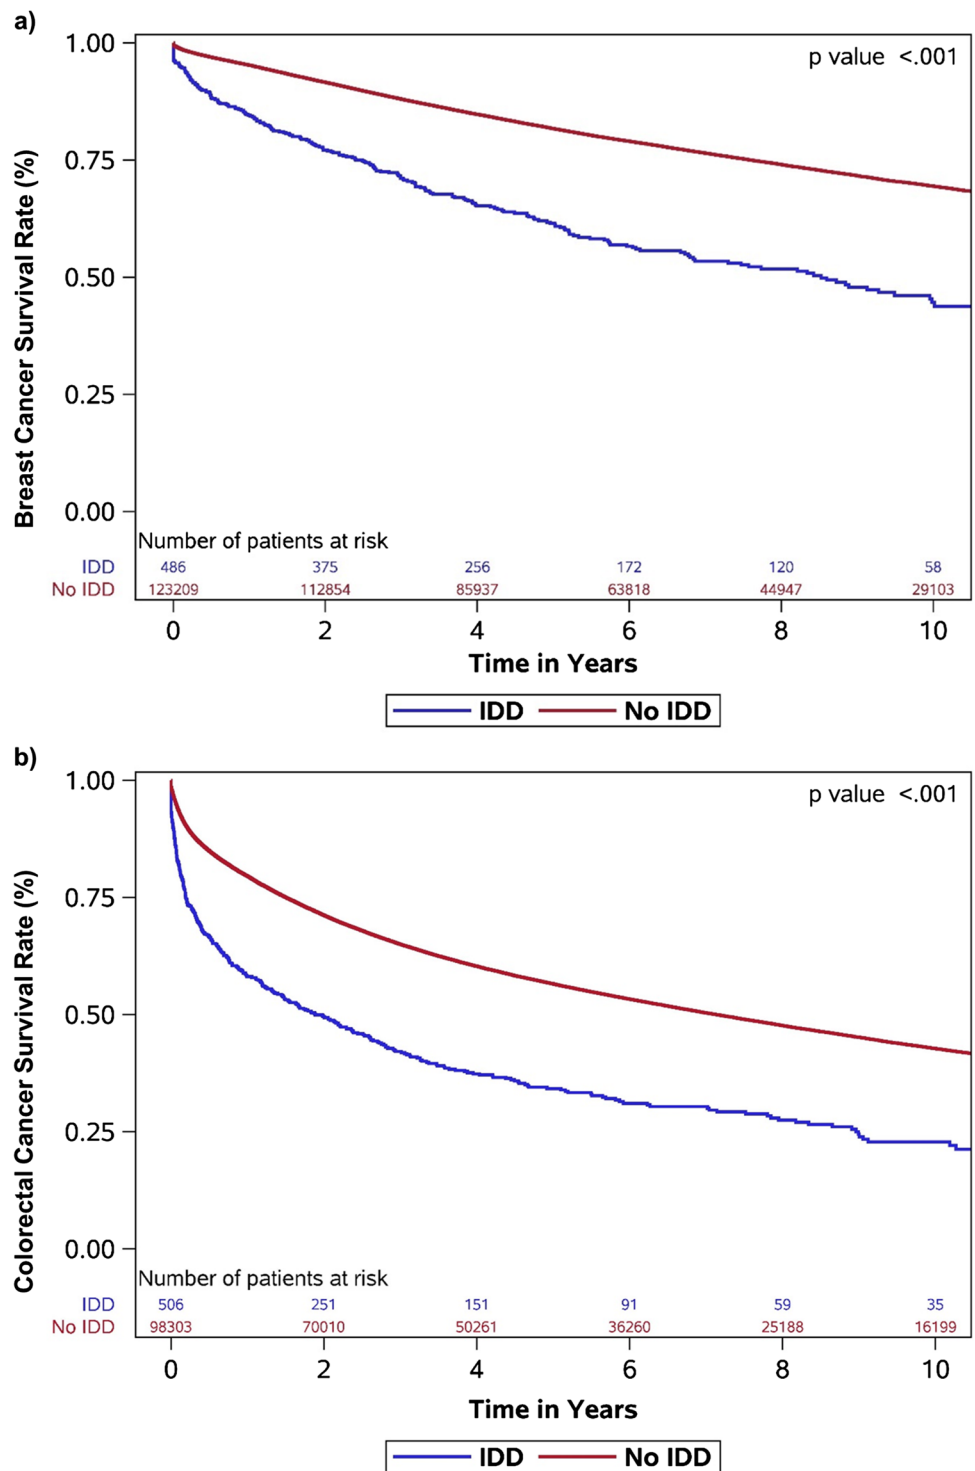 a)
1.00
p value <.001
0.75
0.50
0.25
0.00
Breast Cancer Survival Rate (%)
Number of patients at risk
IDD 486 375 256 172 120 58
No IDD 123209 112854 85937 63818 44947 29103
0 2 4 6 8 10
Time in Years
IDD No IDD
b)
1.00
p value <.001
0.75
0.50
0.25
0.00
Colorectal Cancer Survival Rate (%)
Number of patients at risk
IDD 506 251 151 91 59 35
No IDD 98303 70010 50261 36260 25188 16199
0 2 4 6 8 10
Time in Years
IDD No IDD